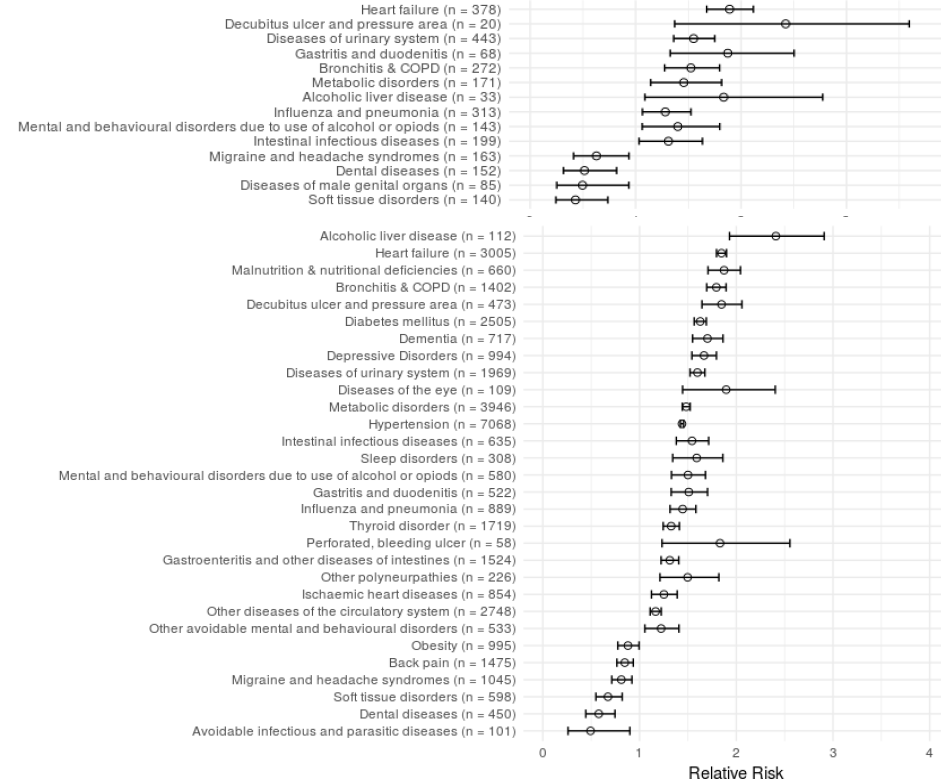 Heart failure (n = 378)
Decubitus ulcer and pressure area (n = 20)
Diseases of urinary system (n = 443)
Gastritis and duodenitis (n = 68)
Bronchitis & COPD (n = 272)
Metabolic disorders (n = 171)
Alcoholic liver disease (n = 33)
Influenza and pneumonia (n = 313)
Mental and behavioural disorders due to use of alcohol or opiods (n = 143)
Intestinal infectious diseases (n = 199)
Migraine and headache syndromes (n = 163)
Dental diseases (n = 152)
Diseases of male genital organs (n = 85)
Soft tissue disorders (n = 140)
Alcoholic liver disease (n = 112)
Heart failure (n = 3005)
Malnutrition & nutritional deficiencies (n = 660)
Bronchitis & COPD (n = 1402)
Decubitus ulcer and pressure area (n = 473)
Diabetes mellitus (n = 2505)
Dementia (n = 717)
Depressive Disorders (n = 994)
Diseases of urinary system (n = 1969)
Diseases of the eye (n = 109)
Metabolic disorders (n = 3946)
Hypertension (n = 7068)
Intestinal infectious diseases (n = 635)
Sleep disorders (n = 308)
Mental and behavioural disorders due to use of alcohol or opiods (n = 580)
Gastritis and duodenitis (n = 522)
Influenza and pneumonia (n = 889)
Thyroid disorder (n = 1719)
Perforated, bleeding ulcer (n = 58)
Gastroenteritis and other diseases of intestines (n = 1524)
Other polyneuropathies (n = 226)
Ischaemic heart diseases (n = 854)
Other diseases of the circulatory system (n = 2748)
Other avoidable mental and behavioural disorders (n = 533)
Obesity (n = 995)
Back pain (n = 1475)
Migraine and headache syndromes (n = 1045)
Soft tissue disorders (n = 598)
Dental diseases (n = 450)
Avoidable infectious and parasitic diseases (n = 101)
0 1 2 3 4
Relative Risk